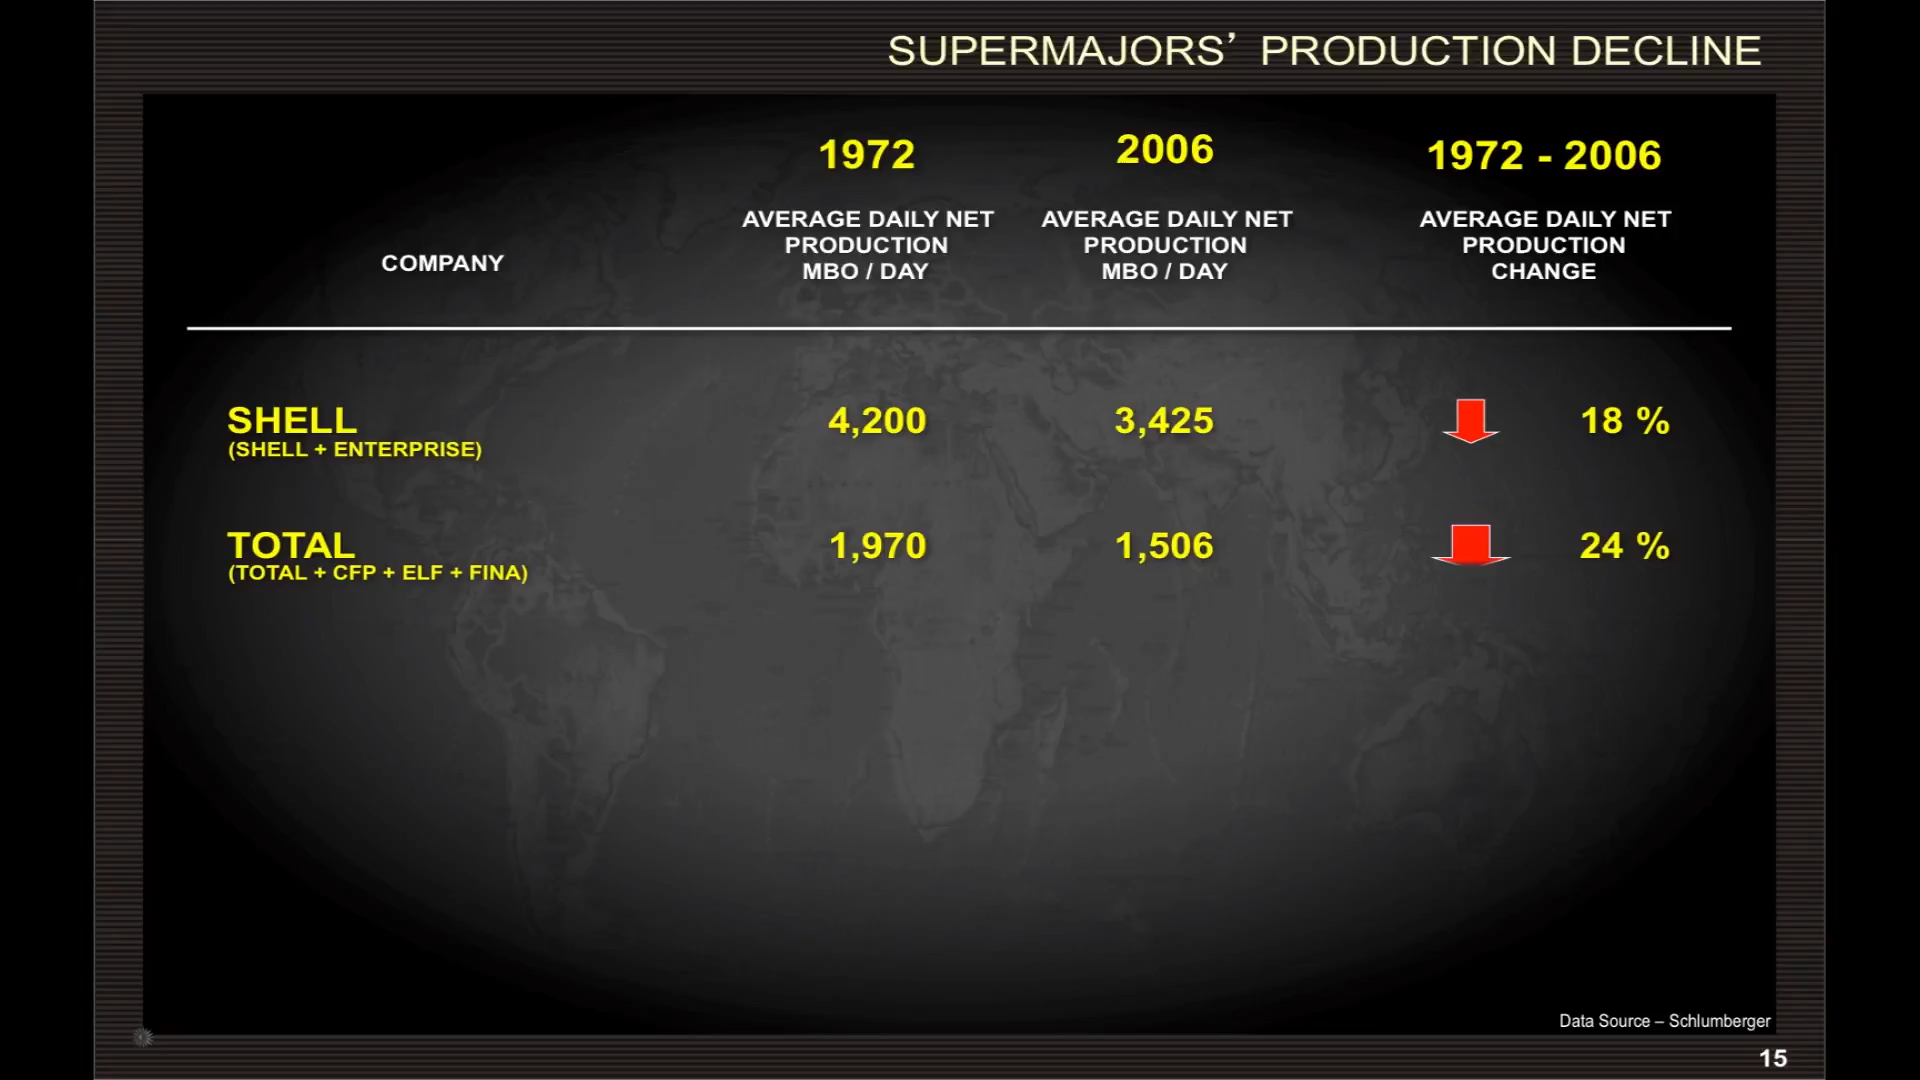 SUPERMAJORS’ PRODUCTION DECLINE
1972
2006
1972 - 2006
COMPANY
AVERAGE DAILY NET
PRODUCTION
MBO / DAY
AVERAGE DAILY NET
PRODUCTION
MBO / DAY
AVERAGE DAILY NET
PRODUCTION
CHANGE
SHELL 4,200 3,425 18 %
(SHELL + ENTERPRISE)
TOTAL 1,970 1,506 24 %
(TOTAL + CFP + ELF + FINA)
Data Source – Schlumberger
15